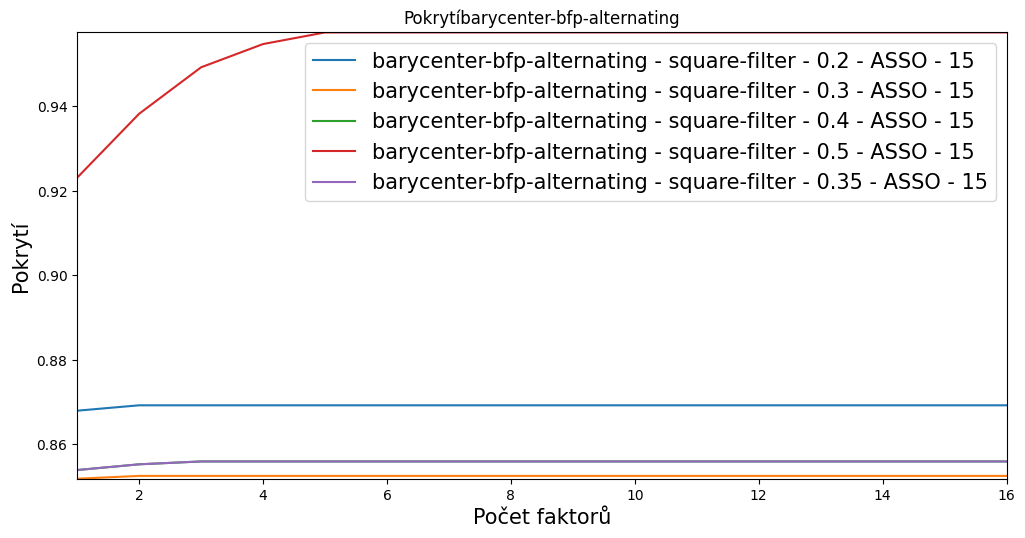 Pokrytíbarycenter-bfp-alternating
barycenter-bfp-alternating - square-filter - 0.2 - ASSO - 15
barycenter-bfp-alternating - square-filter - 0.3 - ASSO - 15
barycenter-bfp-alternating - square-filter - 0.4 - ASSO - 15
barycenter-bfp-alternating - square-filter - 0.5 - ASSO - 15
barycenter-bfp-alternating - square-filter - 0.35 - ASSO - 15
Pokrytí
0.94
0.92
0.90
0.88
0.86
2 4 6 8 10 12 14 16
Počet faktorů